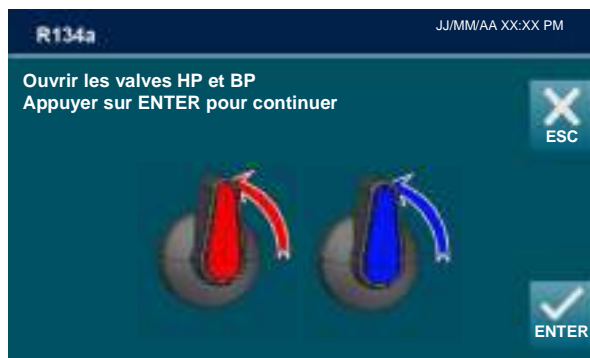 R134a
JJ/MM/AA XX:XX PM
Ouvrir les valves HP et BP
Appuyer sur ENTER pour continuer
ESC
ENTER